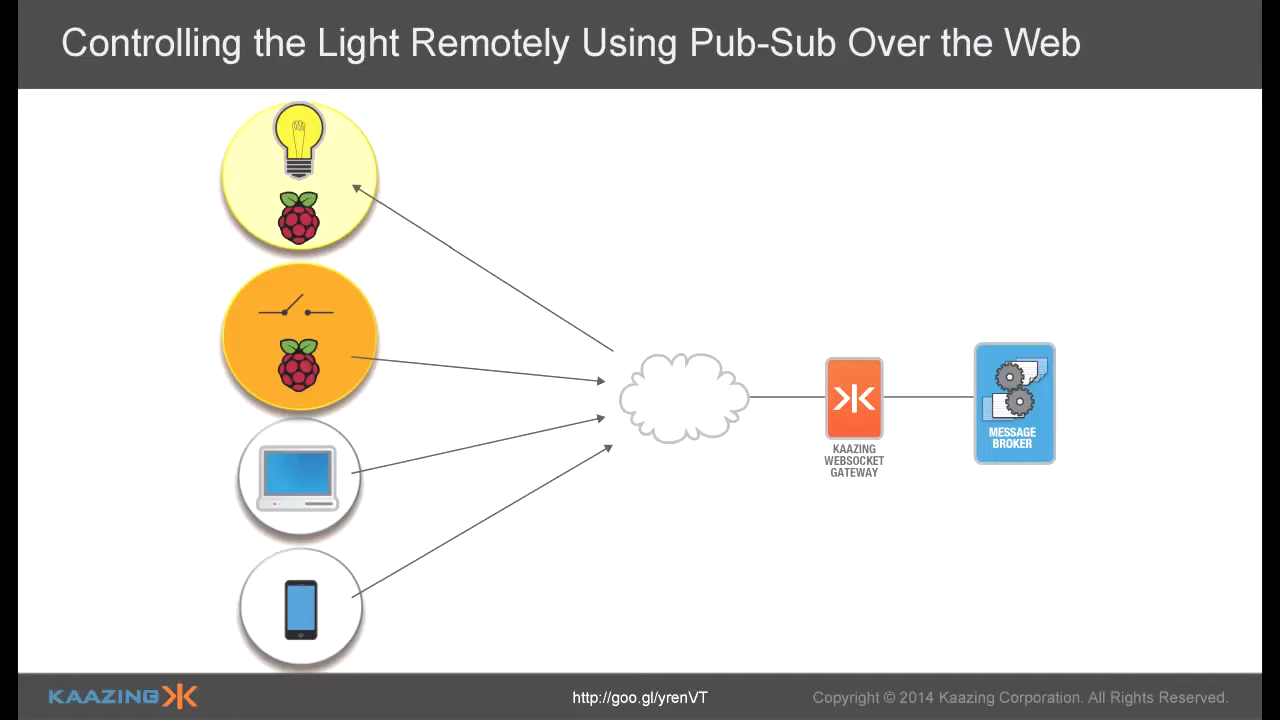 Controlling the Light Remotely Using Pub-Sub Over the Web
KAAZING
WEBSOCKET
GATEWAY
MESSAGE
BROKER
KAAZING
http://goo.gl/yrenVT
Copyright © 2014 Kaazing Corporation. All Rights Reserved.